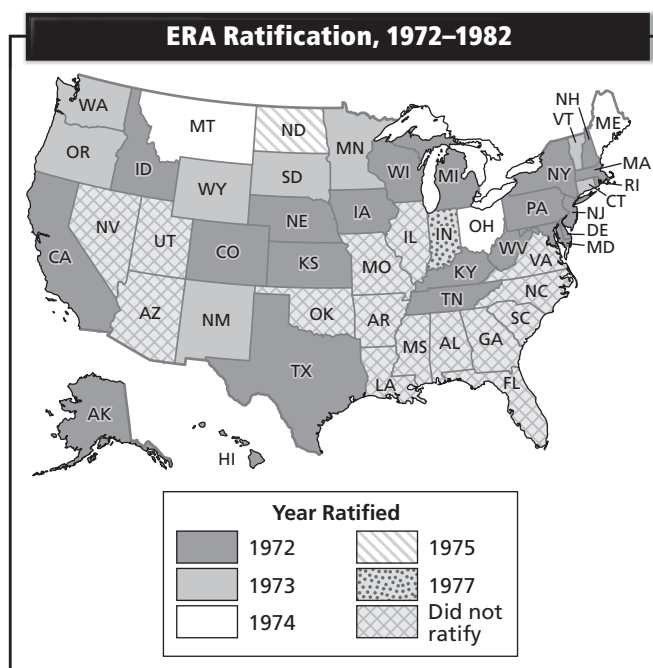 ERA Ratification, 1972–1982
WA
MT
ND
MN
OR
ID
WY
SD
WI
MI
NH
VT
ME
NY
MA
RI
CT
PA
NJ
DE
MD
NV
UT
CO
NE
IA
IL
IN
OH
WV
VA
CA
KS
MO
KY
NC
AZ
NM
OK
AR
TN
SC
TX
LA
MS
AL
GA
FL
AK
HI
Year Ratified
1972
1973
1974
1975
1977
Did not
ratify